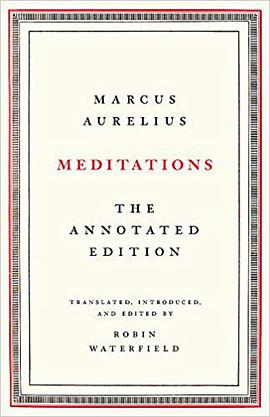 MARCUS
AURELIUS
MEDITATIONS
THE
ANNOTATED
EDITION
TRANSLATED, INTRODUCED,
AND EDITED BY
ROBIN
WATERFIELD